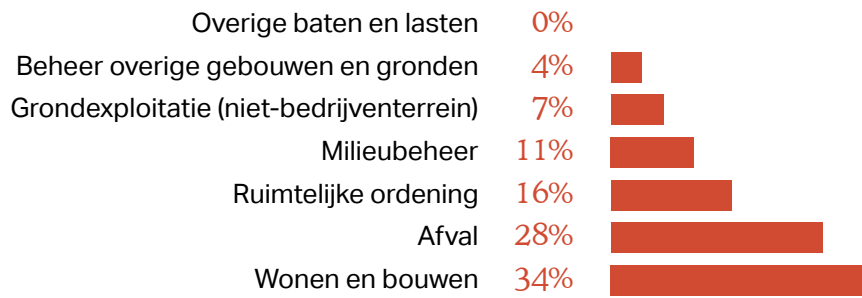 Overige baten en lasten 0%
Beheer overige gebouwen en gronden 4%
Grondexploitatie (niet-bedrijventerrein) 7%
Milieubeheer 11%
Ruimtelijke ordening 16%
Afval 28%
Wonen en bouwen 34%